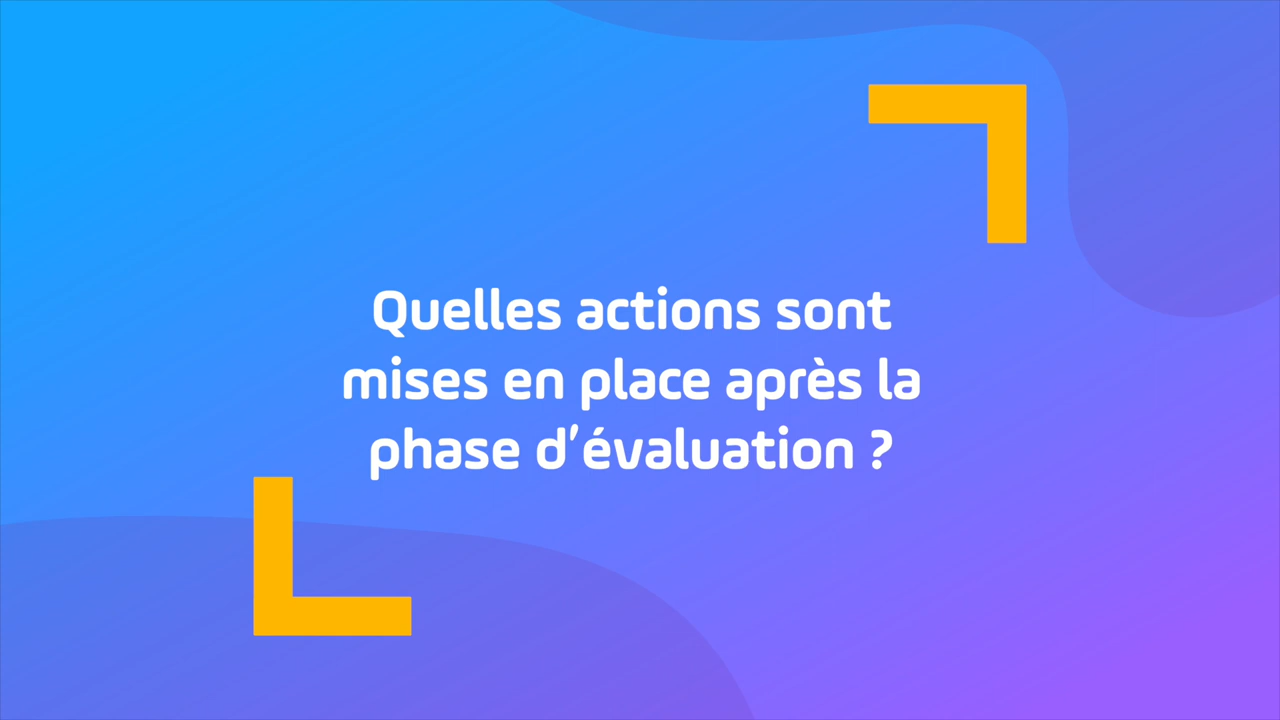 Quelles actions sont
mises en place après la
phase d’évaluation ?